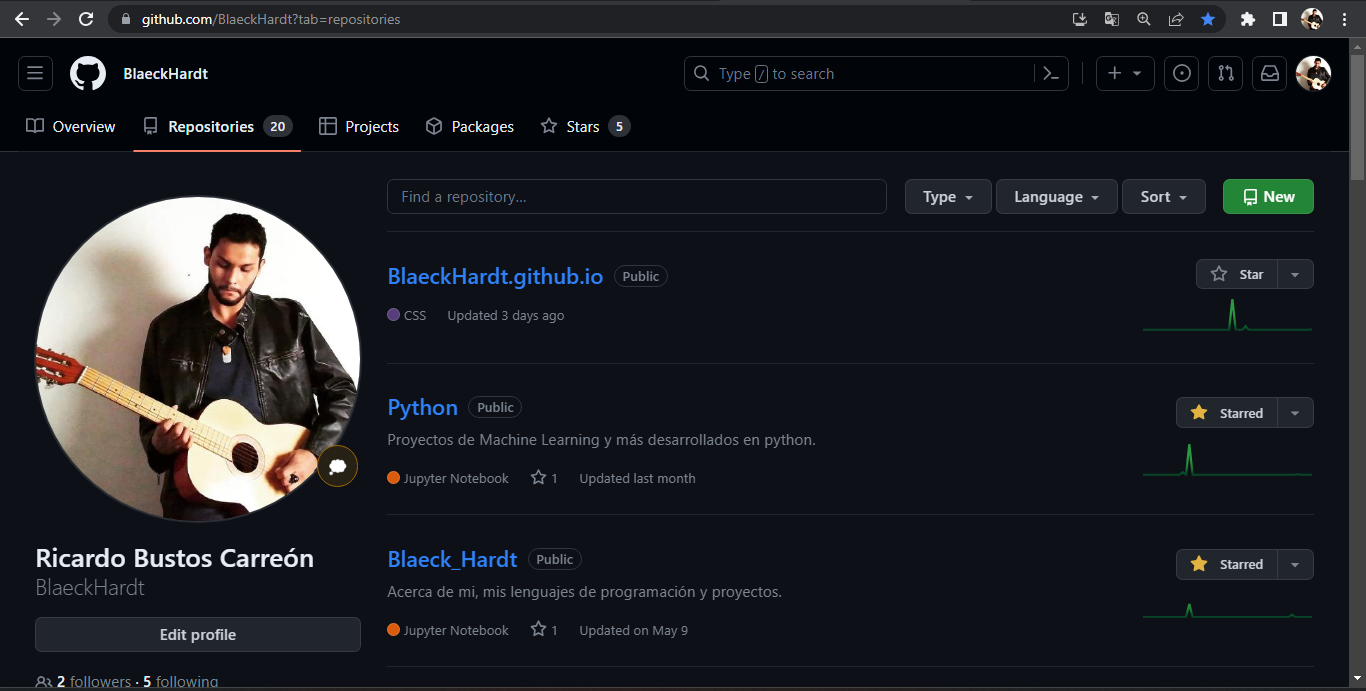 github.com/BlaeckHardt?tab=repositories
BlaeckHardt
Type / to search
Overview
Repositories 20
Projects
Packages
Stars 5
Find a repository...
Type
Language
Sort
New
BlaeckHardt.github.io Public
Star
CSS Updated 3 days ago
Python Public
Starred
Proyectos de Machine Learning y más desarrollados en python.
Jupyter Notebook 1 Updated last month
Blaeck_Hardt Public
Starred
Acerca de mi, mis lenguajes de programación y proyectos.
Jupyter Notebook 1 Updated on May 9
Ricardo Bustos Carreón
BlaeckHardt
Edit profile
2 followers · 5 following